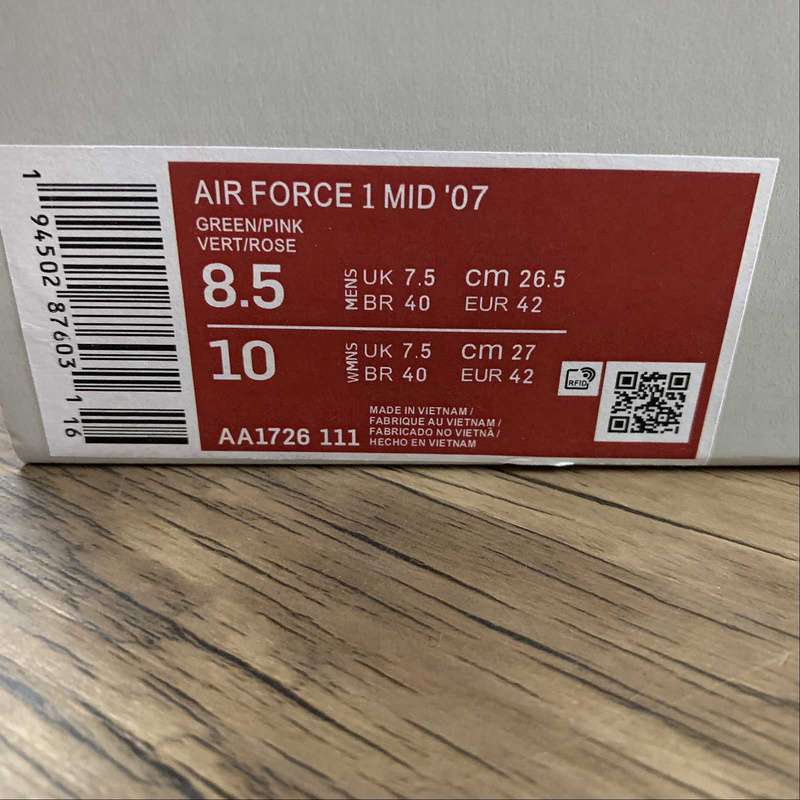 1 94502 87603 1 16
AIR FORCE 1 MID '07
GREEN/PINK
VERT/ROSE
8.5 MENS UK 7.5 cm 26.5
BR 40 EUR 42
10 WMNS UK 7.5 cm 27
BR 40 EUR 42
RFID
AA1726 111
MADE IN VIETNAM /
FABRIQUE AU VIETNAM /
FABRICADO NO VIETNÃ /
HECHO EN VIETNAM